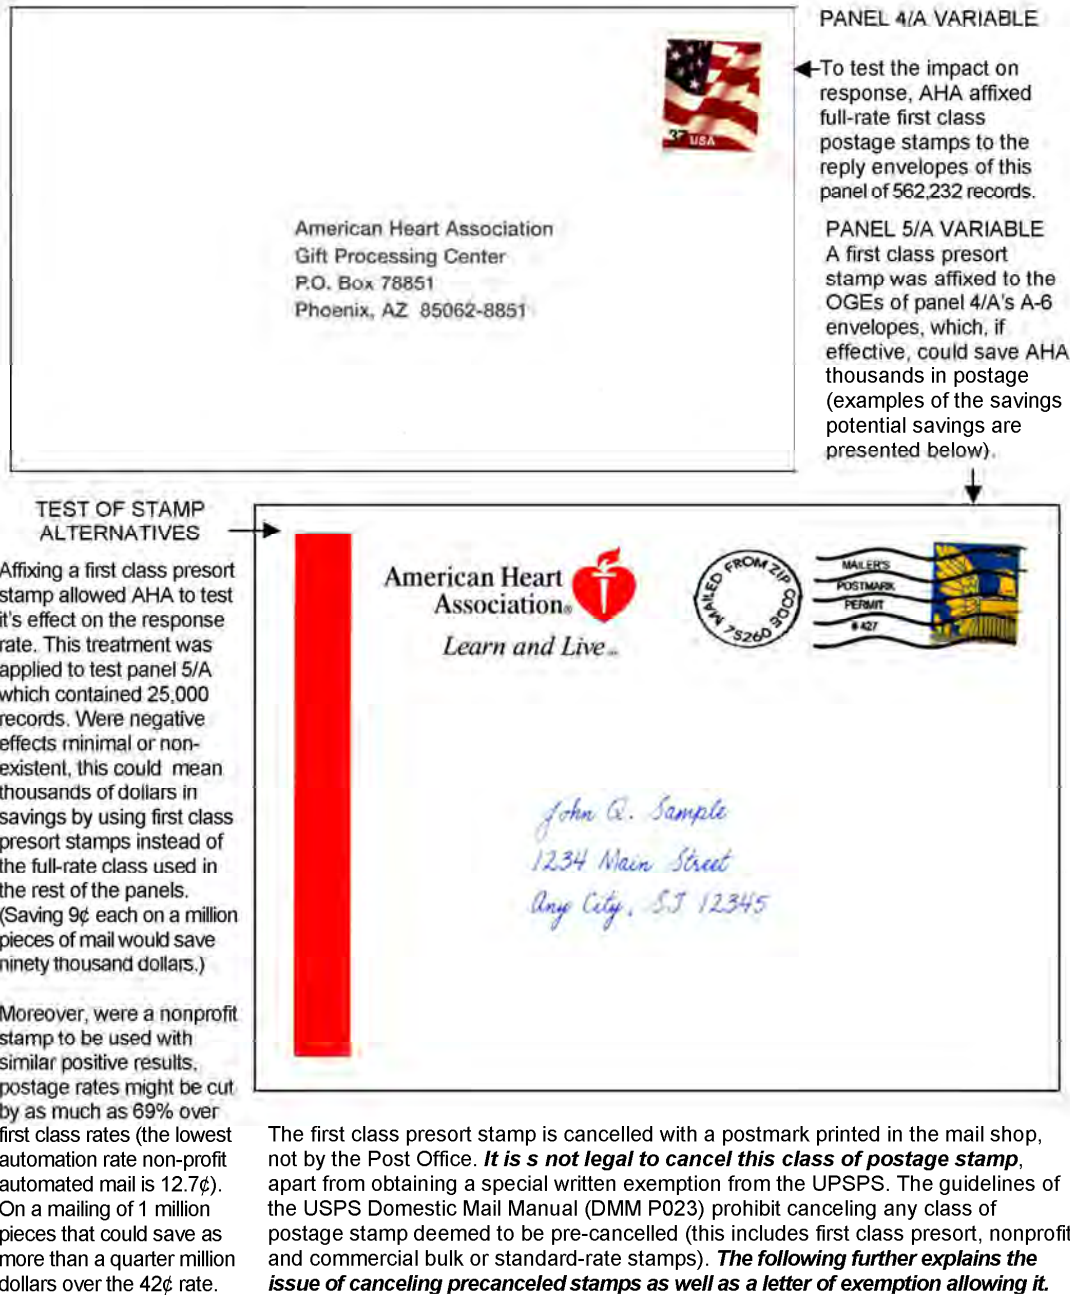 PANEL 4/A VARIABLE
To test the impact on
response, AHA affixed
full-rate first class
postage stamps to the
reply envelopes of this
panel of 562,232 records.
37 USA
American Heart Association
Gift Processing Center
P.O. Box 78851
Phoenix, AZ 85062-8851
PANEL 5/A VARIABLE
A first class presort
stamp was affixed to the
OGEs of panel 4/A's A-6
envelopes, which, if
effective, could save AHA
thousands in postage
(examples of the savings
potential savings are
presented below).
TEST OF STAMP
ALTERNATIVES
Affixing a first class presort
stamp allowed AHA to test
it's effect on the response
rate. This treatment was
applied to test panel 5/A
which contained 25,000
records. Were negative
effects minimal or non-
existent, this could mean
thousands of dollars in
savings by using first class
presort stamps instead of
the full-rate class used in
the rest of the panels.
(Saving 9¢ each on a million
pieces of mail would save
ninety thousand dollars.)
Moreover, were a nonprofit
stamp to be used with
similar positive results,
postage rates might be cut
by as much as 69% over
first class rates (the lowest
automation rate non-profit
automated mail is 12.7¢).
On a mailing of 1 million
pieces that could save as
more than a quarter million
dollars over the 42¢ rate.
American Heart
Association®
Learn and Live℠
MAILED FROM ZIP CODE 75260
MAILER'S
POSTMARK
PERMIT
#427
John Q. Sample
1234 Main Street
Any City, ST 12345
The first class presort stamp is cancelled with a postmark printed in the mail shop,
not by the Post Office. It is s not legal to cancel this class of postage stamp,
apart from obtaining a special written exemption from the UPSPS. The guidelines of
the USPS Domestic Mail Manual (DMM P023) prohibit canceling any class of
postage stamp deemed to be pre-cancelled (this includes first class presort, nonprofit
and commercial bulk or standard-rate stamps). The following further explains the
issue of canceling precanceled stamps as well as a letter of exemption allowing it.